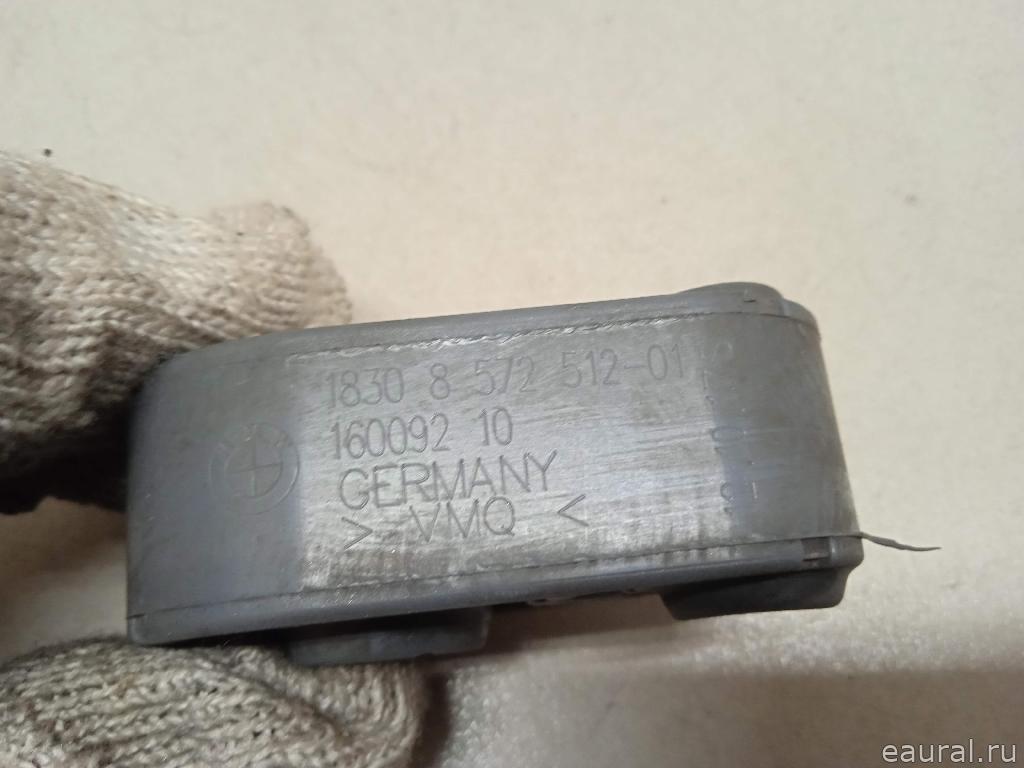 1830 8 572 512-01
160092 10
GERMANY
> VMQ <
eaural.ru